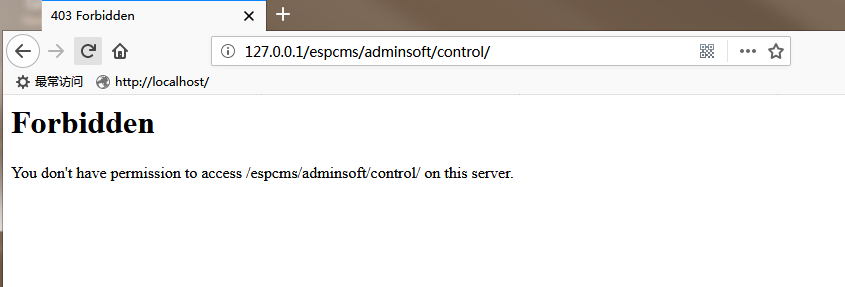 403 Forbidden
127.0.0.1/espcms/adminsoft/control/
最常访问 http://localhost/
Forbidden
You don't have permission to access /espcms/adminsoft/control/ on this server.